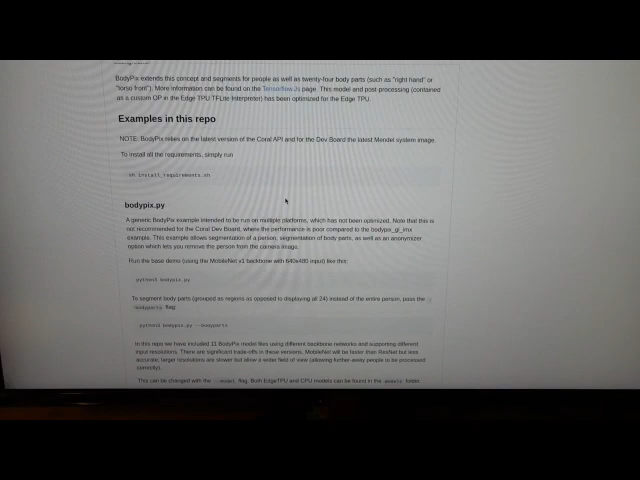 BodyPix extends this concept and segments for people as well as twenty-four body parts (such as "right hand" or
"torso front"). More information can be found on the Tensorflow.Js page. This model and post-processing (contained
as a custom OP in the Edge TPU TFLite Interpreter) has been optimized for the Edge TPU.
Examples in this repo
NOTE: BodyPix relies on the latest version of the Coral API and for the Dev Board the latest Mendel system image.
To install all the requirements, simply run
sh install_requirements.sh
bodypix.py
A generic BodyPix example intended to be run on multiple platforms, which has not been optimized. Note that this is
not recommended for the Coral Dev Board, where the performance is poor compared to the bodypix_gl_imx
example. This example allows segmentation of a person, segmentation of body parts, as well as an anonymizer
option which lets you remove the person from the camera image.
Run the base demo (using the MobileNet v1 backbone with 640x480 input) like this:
python3 bodypix.py
To segment body parts (grouped as regions as opposed to displaying all 24) instead of the entire person, pass the
bodyparts flag:
python3 bodypix.py --bodyparts
In this repo we have included 11 BodyPix model files using different backbone networks and supporting different
input resolutions. There are significant trade-offs in these versions, MobileNet will be faster than ResNet but less
accurate, larger resolutions are slower but allow a wider field of view (allowing further-away people to be processed
correctly).
This can be changed with the --model flag. Both EdgeTPU and CPU models can be found in the models folder.